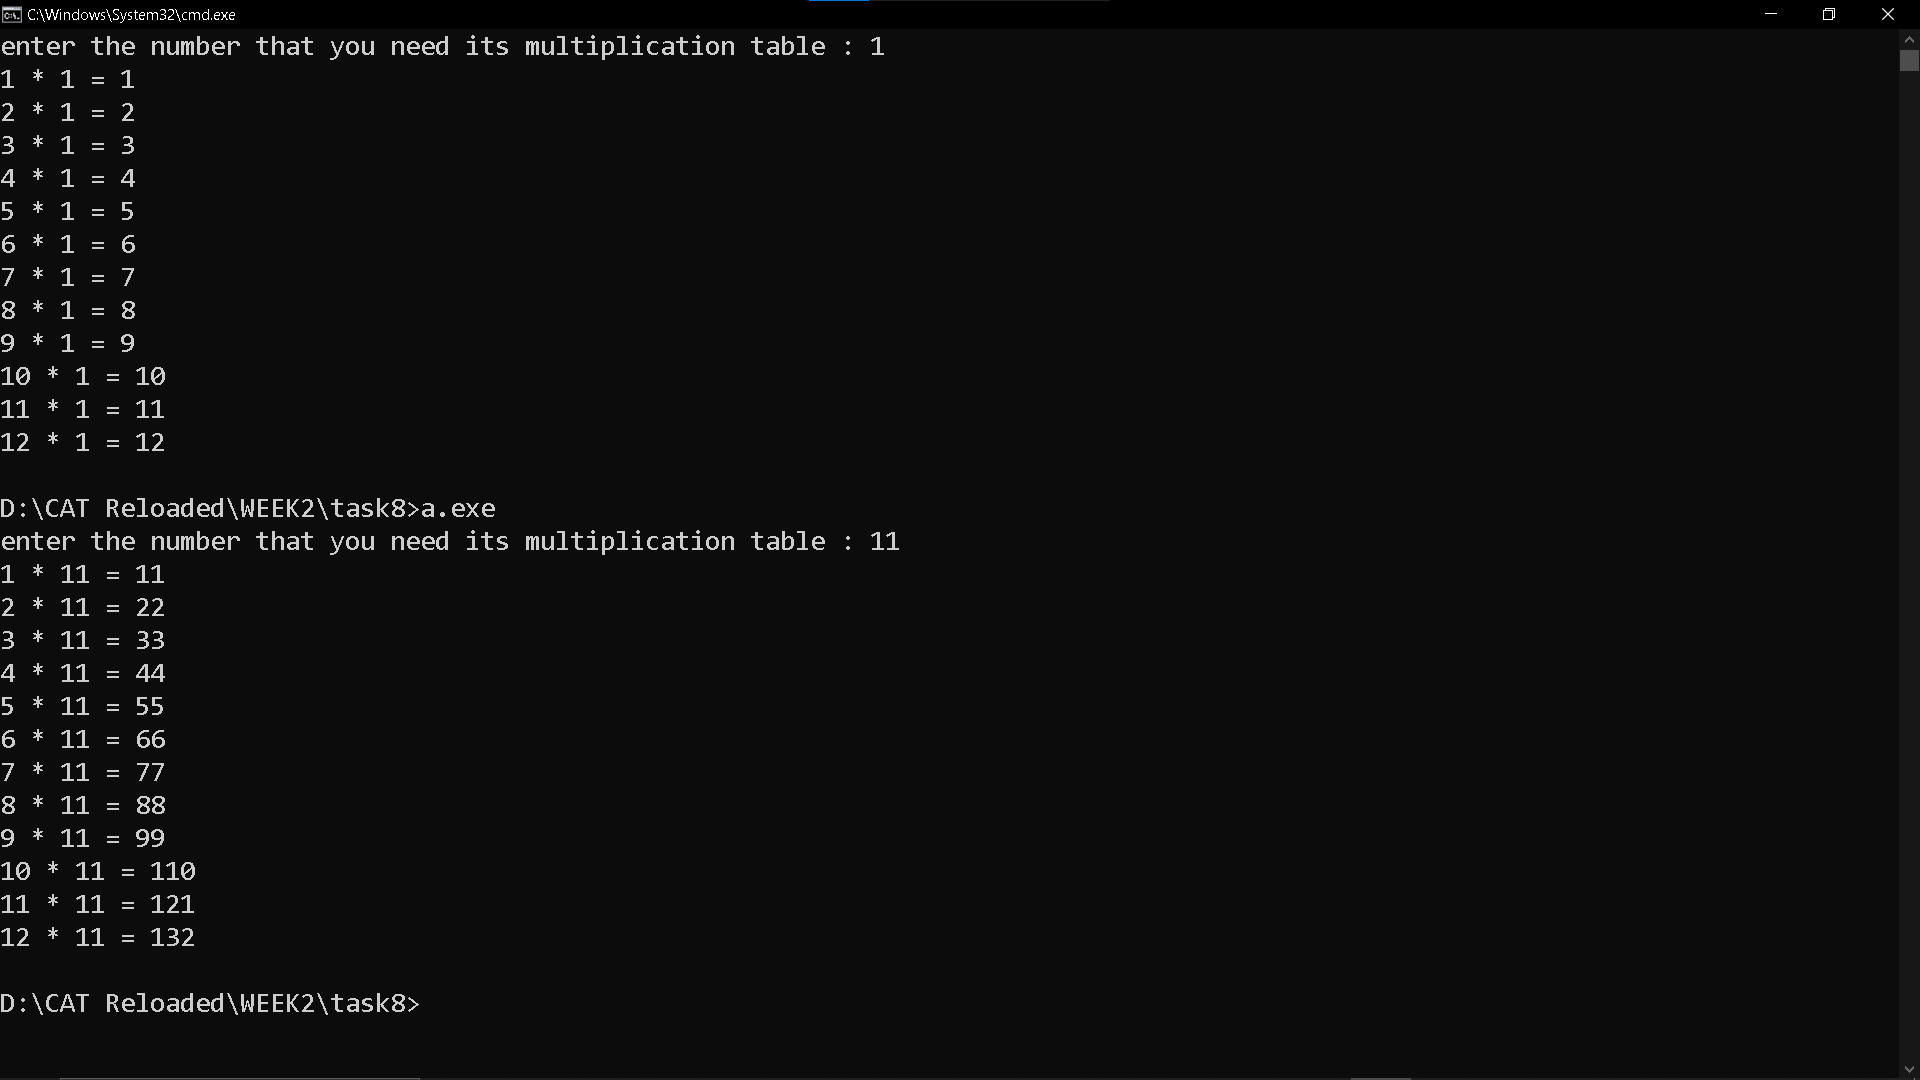 C:\Windows\System32\cmd.exe
enter the number that you need its multiplication table : 1
1 * 1 = 1
2 * 1 = 2
3 * 1 = 3
4 * 1 = 4
5 * 1 = 5
6 * 1 = 6
7 * 1 = 7
8 * 1 = 8
9 * 1 = 9
10 * 1 = 10
11 * 1 = 11
12 * 1 = 12
D:\CAT Reloaded\WEEK2\task8>a.exe
enter the number that you need its multiplication table : 11
1 * 11 = 11
2 * 11 = 22
3 * 11 = 33
4 * 11 = 44
5 * 11 = 55
6 * 11 = 66
7 * 11 = 77
8 * 11 = 88
9 * 11 = 99
10 * 11 = 110
11 * 11 = 121
12 * 11 = 132
D:\CAT Reloaded\WEEK2\task8>